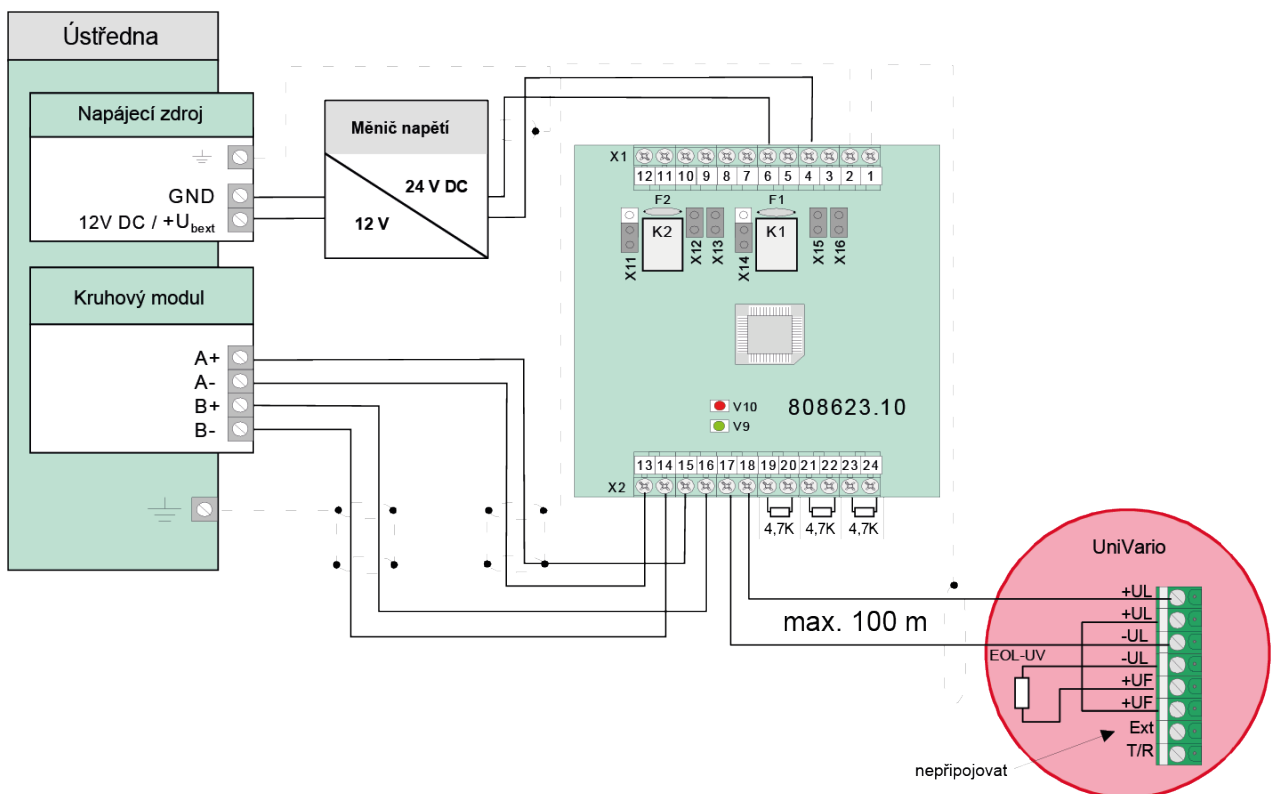 Ústředna
Napájecí zdroj
GND
12V DC / +Ubext
Měnič napětí
24 V DC
12 V
Kruhový modul
A+
A-
B+
B-
X1
12 11 10 9 8 7 6 5 4 3 2 1
F2
F1
K2
K1
X11
X12
X13
X14
X15
X16
V10
V9
808623.10
13 14 15 16 17 18 19 20 21 22 23 24
X2
4,7K 4,7K 4,7K
max. 100 m
UniVario
+UL
+UL
-UL
-UL
+UF
+UF
Ext
T/R
EOL-UV
nepřipojovat